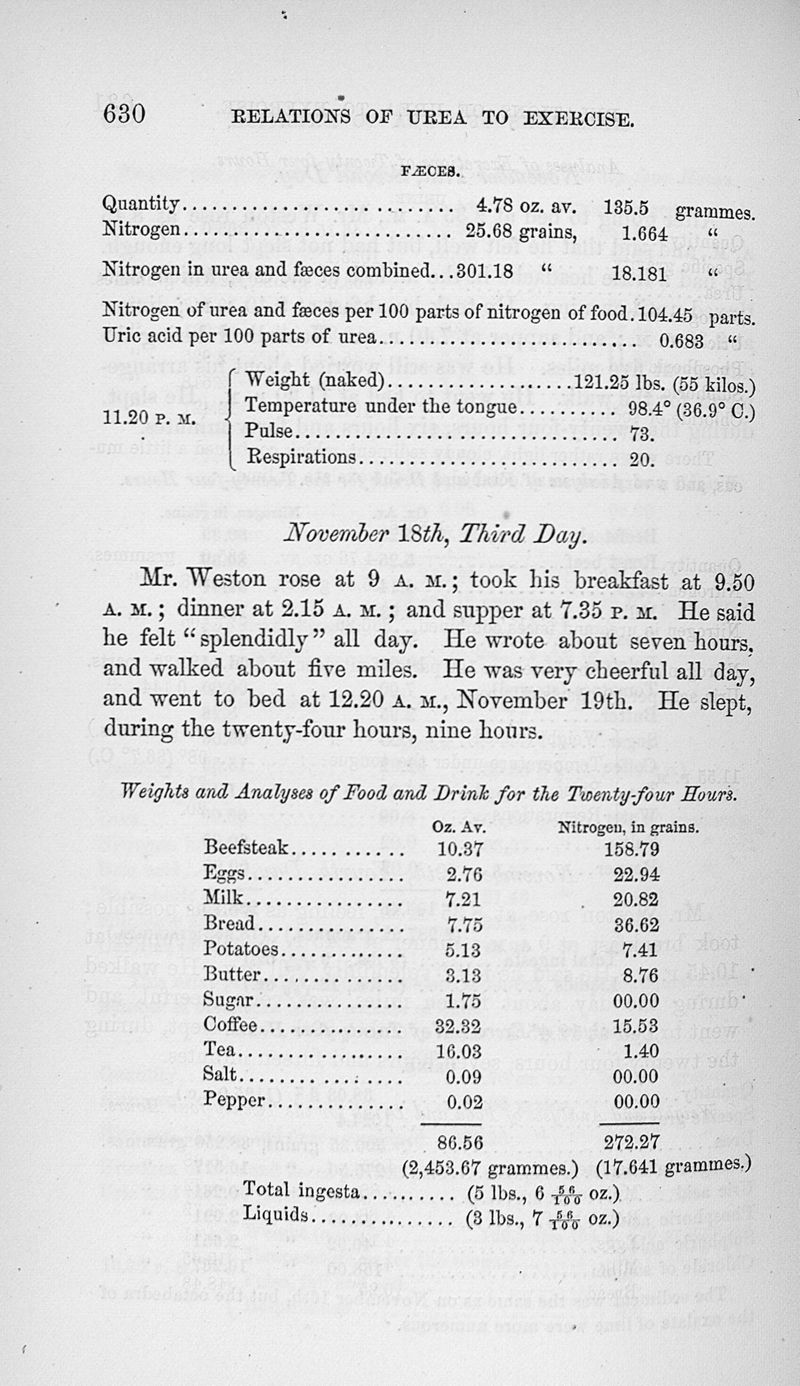 630 RELATIONS OF UREA TO EXERCISE.
FÆCES.
Quantity............................ 4.78 oz. av. 135.5 grammes.
Nitrogen........................... 25.68 grains, 1.664 “
Nitrogen in urea and fæces combined...301.18 “ 18.181 “
Nitrogen of urea and fæces per 100 parts of nitrogen of food.104.45 parts.
Uric acid per 100 parts of urea.......................... 0.683 “
11.20 P. M.
Weight (naked)...................121.25 lbs. (55 kilos.)
Temperature under the tongue.......... 98.4° (36.9° C.)
Pulse................................ 73.
Respirations.......................... 20.
November 18th, Third Day.
Mr. Weston rose at 9 A. M.; took his breakfast at 9.50
A. M.; dinner at 2.15 A. M.; and supper at 7.35 P. M. He said
he felt “splendidly” all day. He wrote about seven hours,
and walked about five miles. He was very cheerful all day,
and went to bed at 12.20 A. M., November 19th. He slept,
during the twenty-four hours, nine hours.
Weights and Analyses of Food and Drink for the Twenty-four Hours.
Oz. Av. Nitrogen, in grains.
Beefsteak............ 10.37 158.79
Eggs................. 2.76 22.94
Milk................. 7.21 20.82
Bread................ 7.75 36.62
Potatoes............. 5.13 7.41
Butter............... 3.13 8.76
Sugar................ 1.75 00.00
Coffee............... 32.32 15.53
Tea.................. 16.03 1.40
Salt................. 0.09 00.00
Pepper............... 0.02 00.00
86.56 272.27
(2,453.67 grammes.) (17.641 grammes.)
Total ingesta.......... (5 lbs., 6 56/100 oz.)
Liquids................ (3 lbs., 7 56/100 oz.)